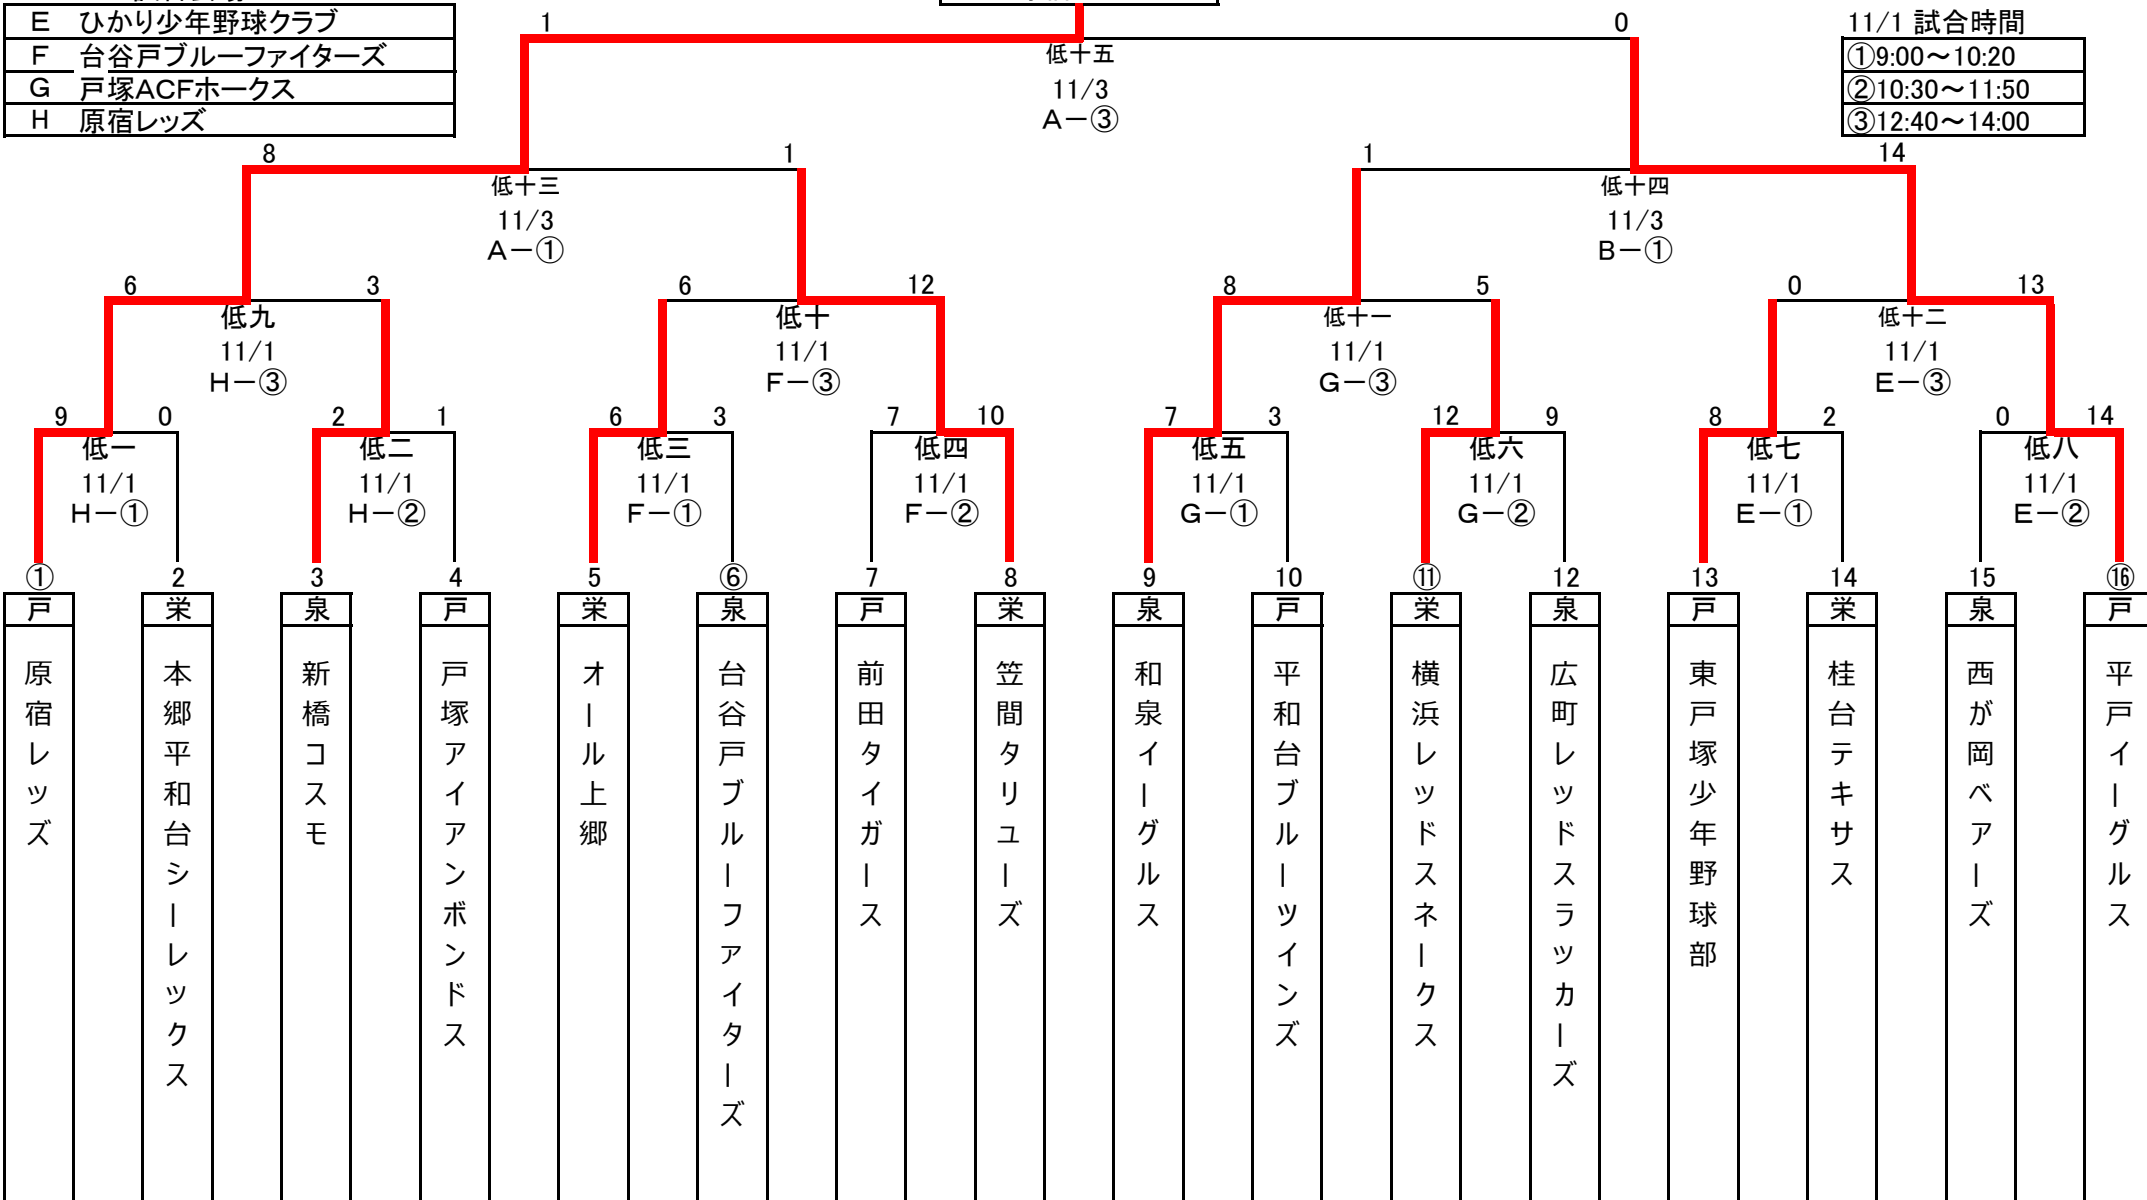 E ひかり少年野球クラブ
F 台谷戸ブルーファイターズ
G 戸塚ACFホークス
H 原宿レッズ
11/1 試合時間
①9:00～10:20
②10:30～11:50
③12:40～14:00
1 0
低十五
11/3
A－③
8 1 1 14
低十三 低十四
11/3 11/3
A－① B－①
6 3 6 12 8 5 0 13
低九 低十 低十一 低十二
11/1 11/1 11/1 11/1
H－③ F－③ G－③ E－③
9 0 2 1 6 3 7 10 7 3 12 9 8 2 0 14
低一 低二 低三 低四 低五 低六 低七 低八
11/1 11/1 11/1 11/1 11/1 11/1 11/1 11/1
H－① H－② F－① F－② G－① G－② E－① E－②
① 2 3 4 5 ⑥ 7 8 9 10 ⑪ 12 13 14 15 ⑯
戸 栄 泉 戸 栄 泉 戸 栄 泉 戸 栄 泉 戸 栄 泉 戸
原宿レッズ
本郷平和台シーレックス
新橋コスモ
戸塚アイアンボンドス
オール上郷
台谷戸ブルーファイターズ
前田タイガース
笠間タリューズ
和泉イーグルス
平和台ブルーツインズ
横浜レッドスネークス
広町レッドスラッカーズ
東戸塚少年野球部
桂台テキサス
西が岡ベアーズ
平戸イーグルス